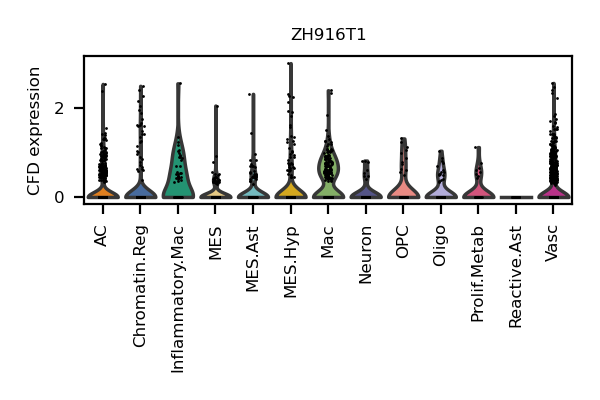 ZH916T1
CFD expression
2
0
AC
Chromatin.Reg
Inflammatory.Mac
MES
MES.Ast
MES.Hyp
Mac
Neuron
OPC
Oligo
Prolif.Metab
Reactive.Ast
Vasc